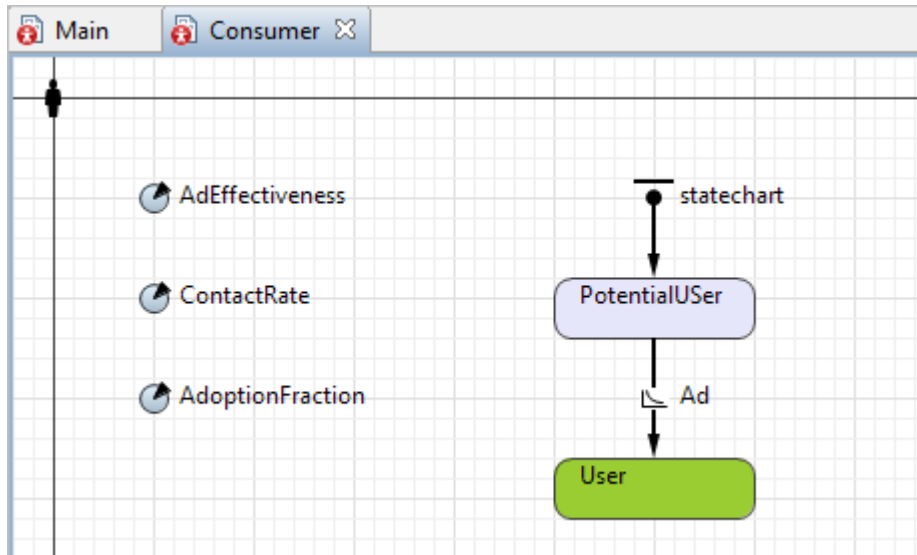 Main
Consumer
AdEffectiveness
statechart
ContactRate
PotentialUSer
AdoptionFraction
Ad
User